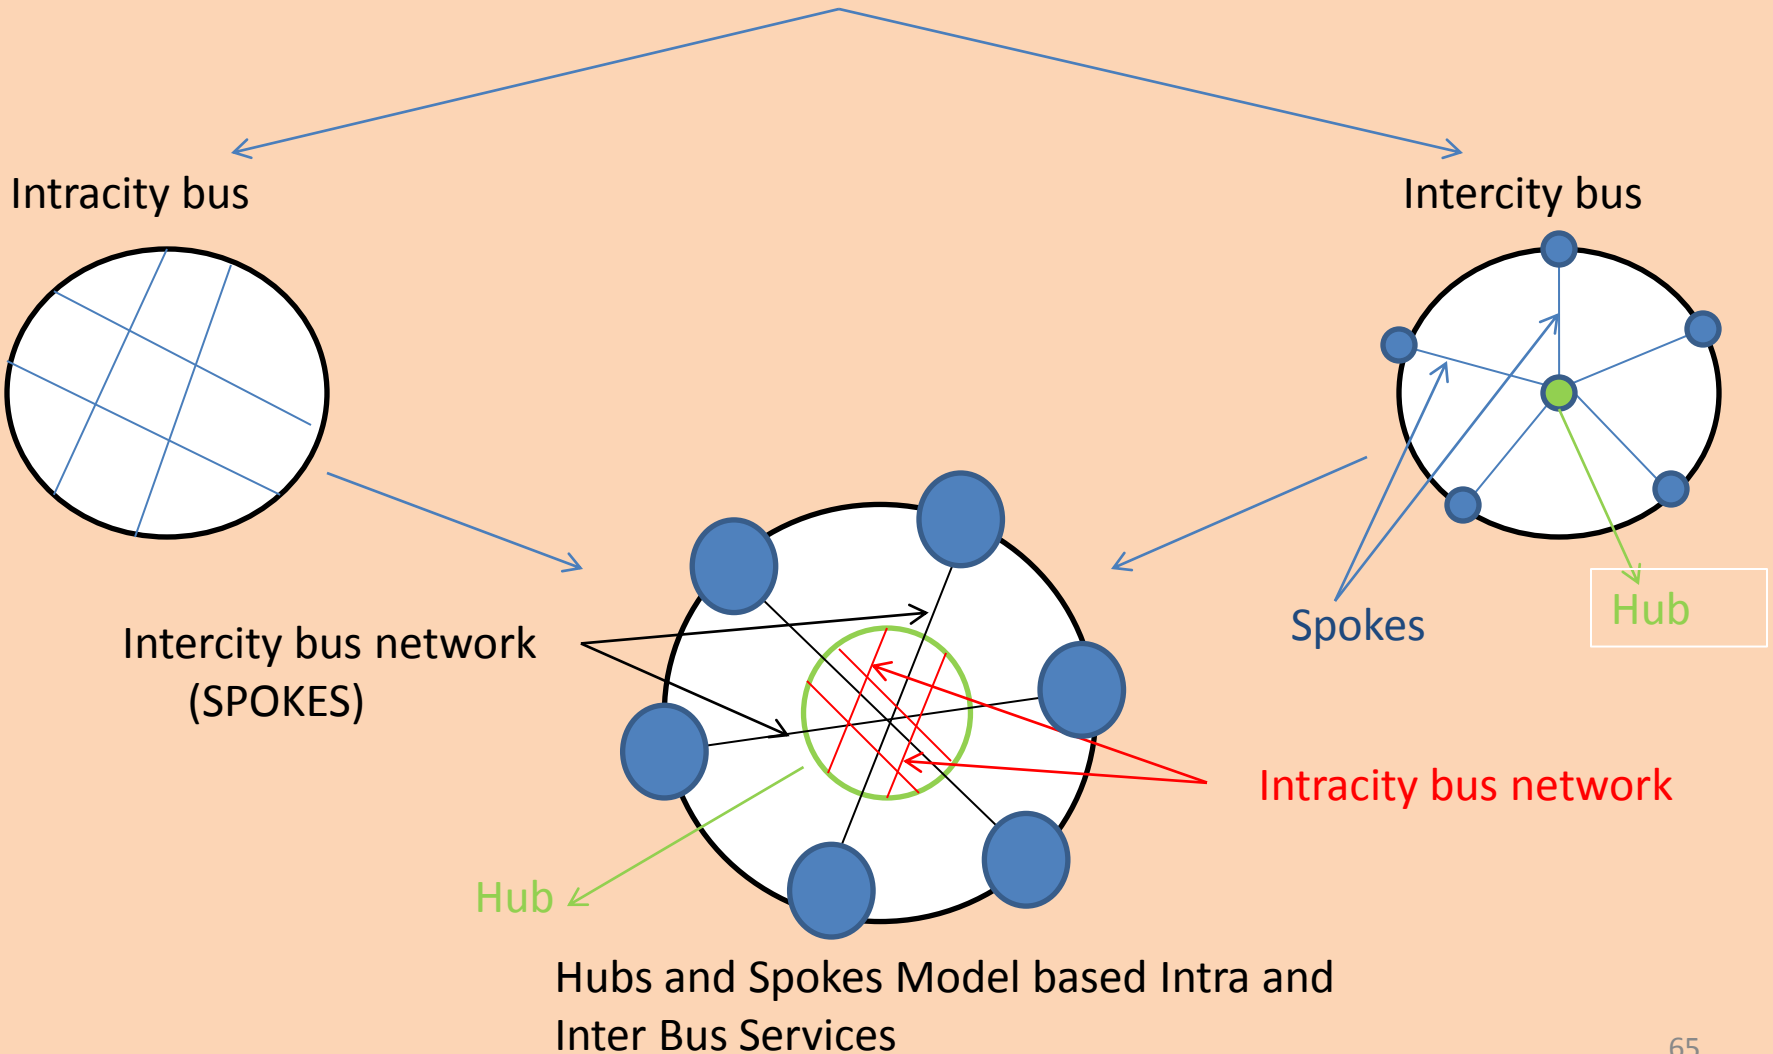 Intracity bus
Intercity bus
Intercity bus network
(SPOKES)
Spokes
Hub
Intracity bus network
Hub
Hubs and Spokes Model based Intra and
Inter Bus Services
65